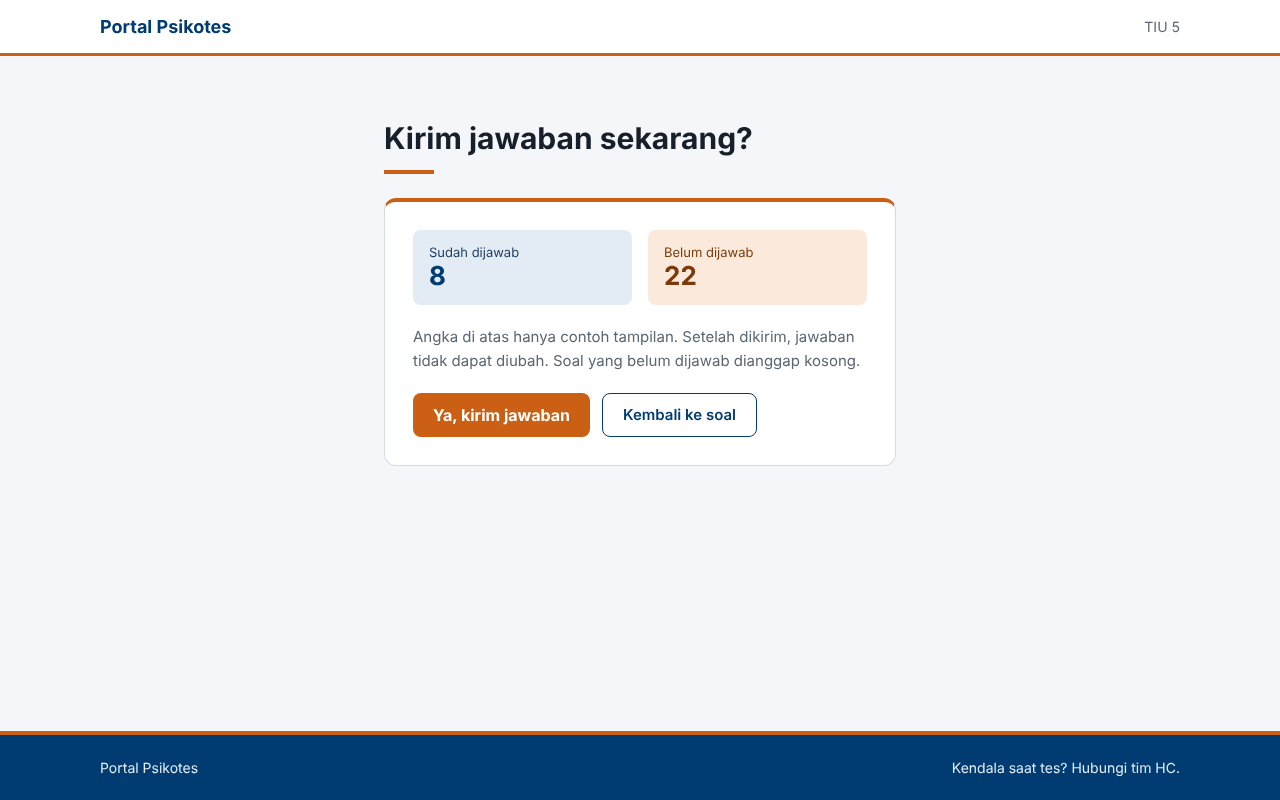 Portal Psikotes
TIU 5
Kirim jawaban sekarang?
Sudah dijawab
8
Belum dijawab
22
Angka di atas hanya contoh tampilan. Setelah dikirim, jawaban
tidak dapat diubah. Soal yang belum dijawab dianggap kosong.
Ya, kirim jawaban
Kembali ke soal
Portal Psikotes
Kendala saat tes? Hubungi tim HC.